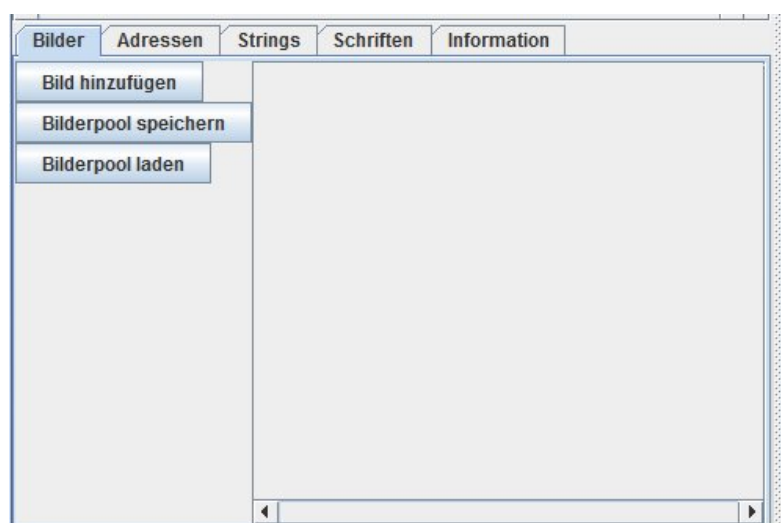 Bilder Adressen Strings Schriften Information
Bild hinzufügen
Bilderpool speichern
Bilderpool laden